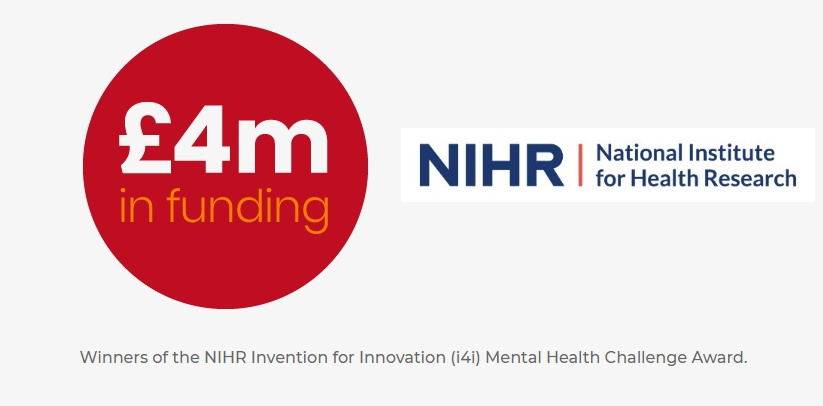 £4m
in funding
NIHR | National Institute
for Health Research
Winners of the NIHR Invention for Innovation (i4i) Mental Health Challenge Award.